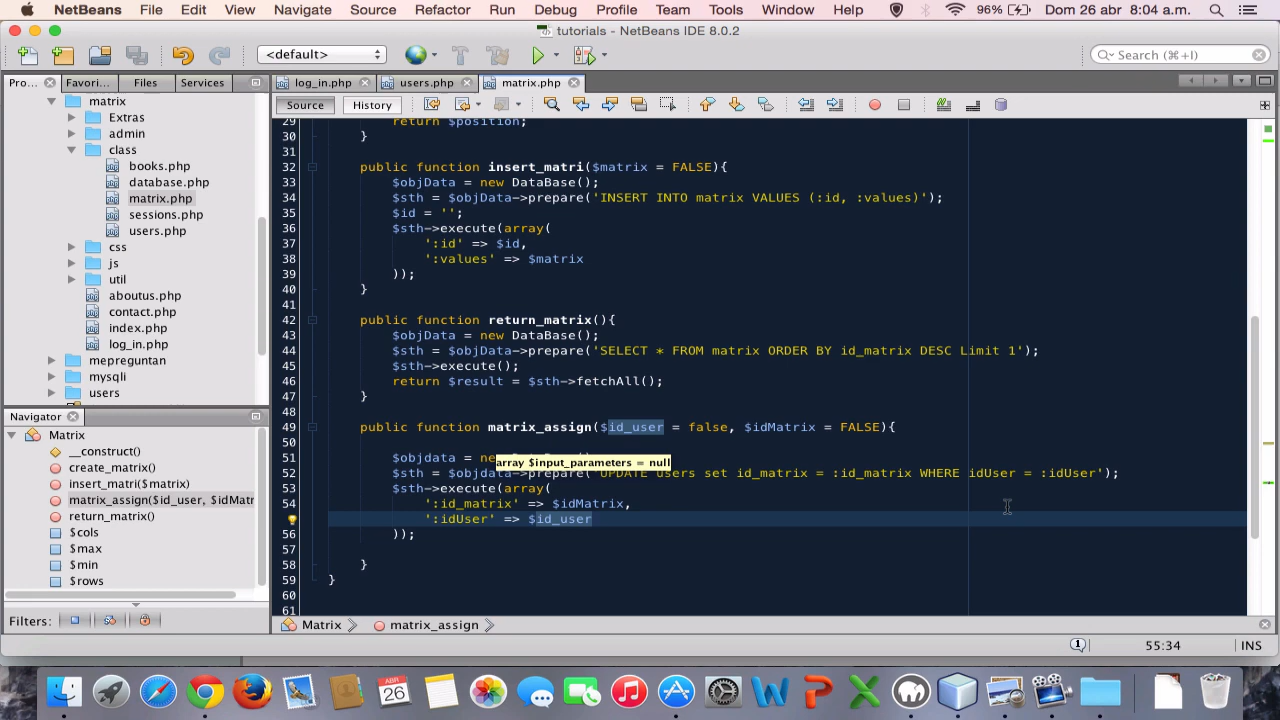 NetBeans File Edit View Navigate Source Refactor Run Debug Profile Team Tools Window Help 96% Dom 26 abr 8:04 a.m.
tutorials - NetBeans IDE 8.0.2
<default> Search (⌘+I)
Pro... Favori... Files Services
log_in.php users.php matrix.php
Source History
matrix
Extras
admin
class
books.php
database.php
matrix.php
sessions.php
users.php
css
js
util
aboutus.php
contact.php
index.php
log_in.php
mepreguntan
mysqli
users
Navigator
Matrix
__construct()
create_matrix()
insert_matri($matrix)
matrix_assign($id_user, $idMatr
return_matrix()
$cols
$max
$min
$rows
Filters:
29 return $position;
30 }
31
32 public function insert_matri($matrix = FALSE){
33 $objData = new DataBase();
34 $sth = $objData->prepare('INSERT INTO matrix VALUES (:id, :values)');
35 $id = '';
36 $sth->execute(array(
37 ':id' => $id,
38 ':values' => $matrix
39 ));
40 }
41
42 public function return_matrix(){
43 $objData = new DataBase();
44 $sth = $objData->prepare('SELECT * FROM matrix ORDER BY id_matrix DESC Limit 1');
45 $sth->execute();
46 return $result = $sth->fetchAll();
47 }
48
49 public function matrix_assign($id_user = false, $idMatrix = FALSE){
50
51 $objdata = ne
array $input_parameters = null
52 $sth = $objdata->prepare('UPDATE users set id_matrix = :id_matrix WHERE idUser = :idUser');
53 $sth->execute(array(
54 ':id_matrix' => $idMatrix,
':idUser' => $id_user
56 ));
57
58 }
59 }
60
61
Matrix matrix_assign
1 55:34 INS
APR 26